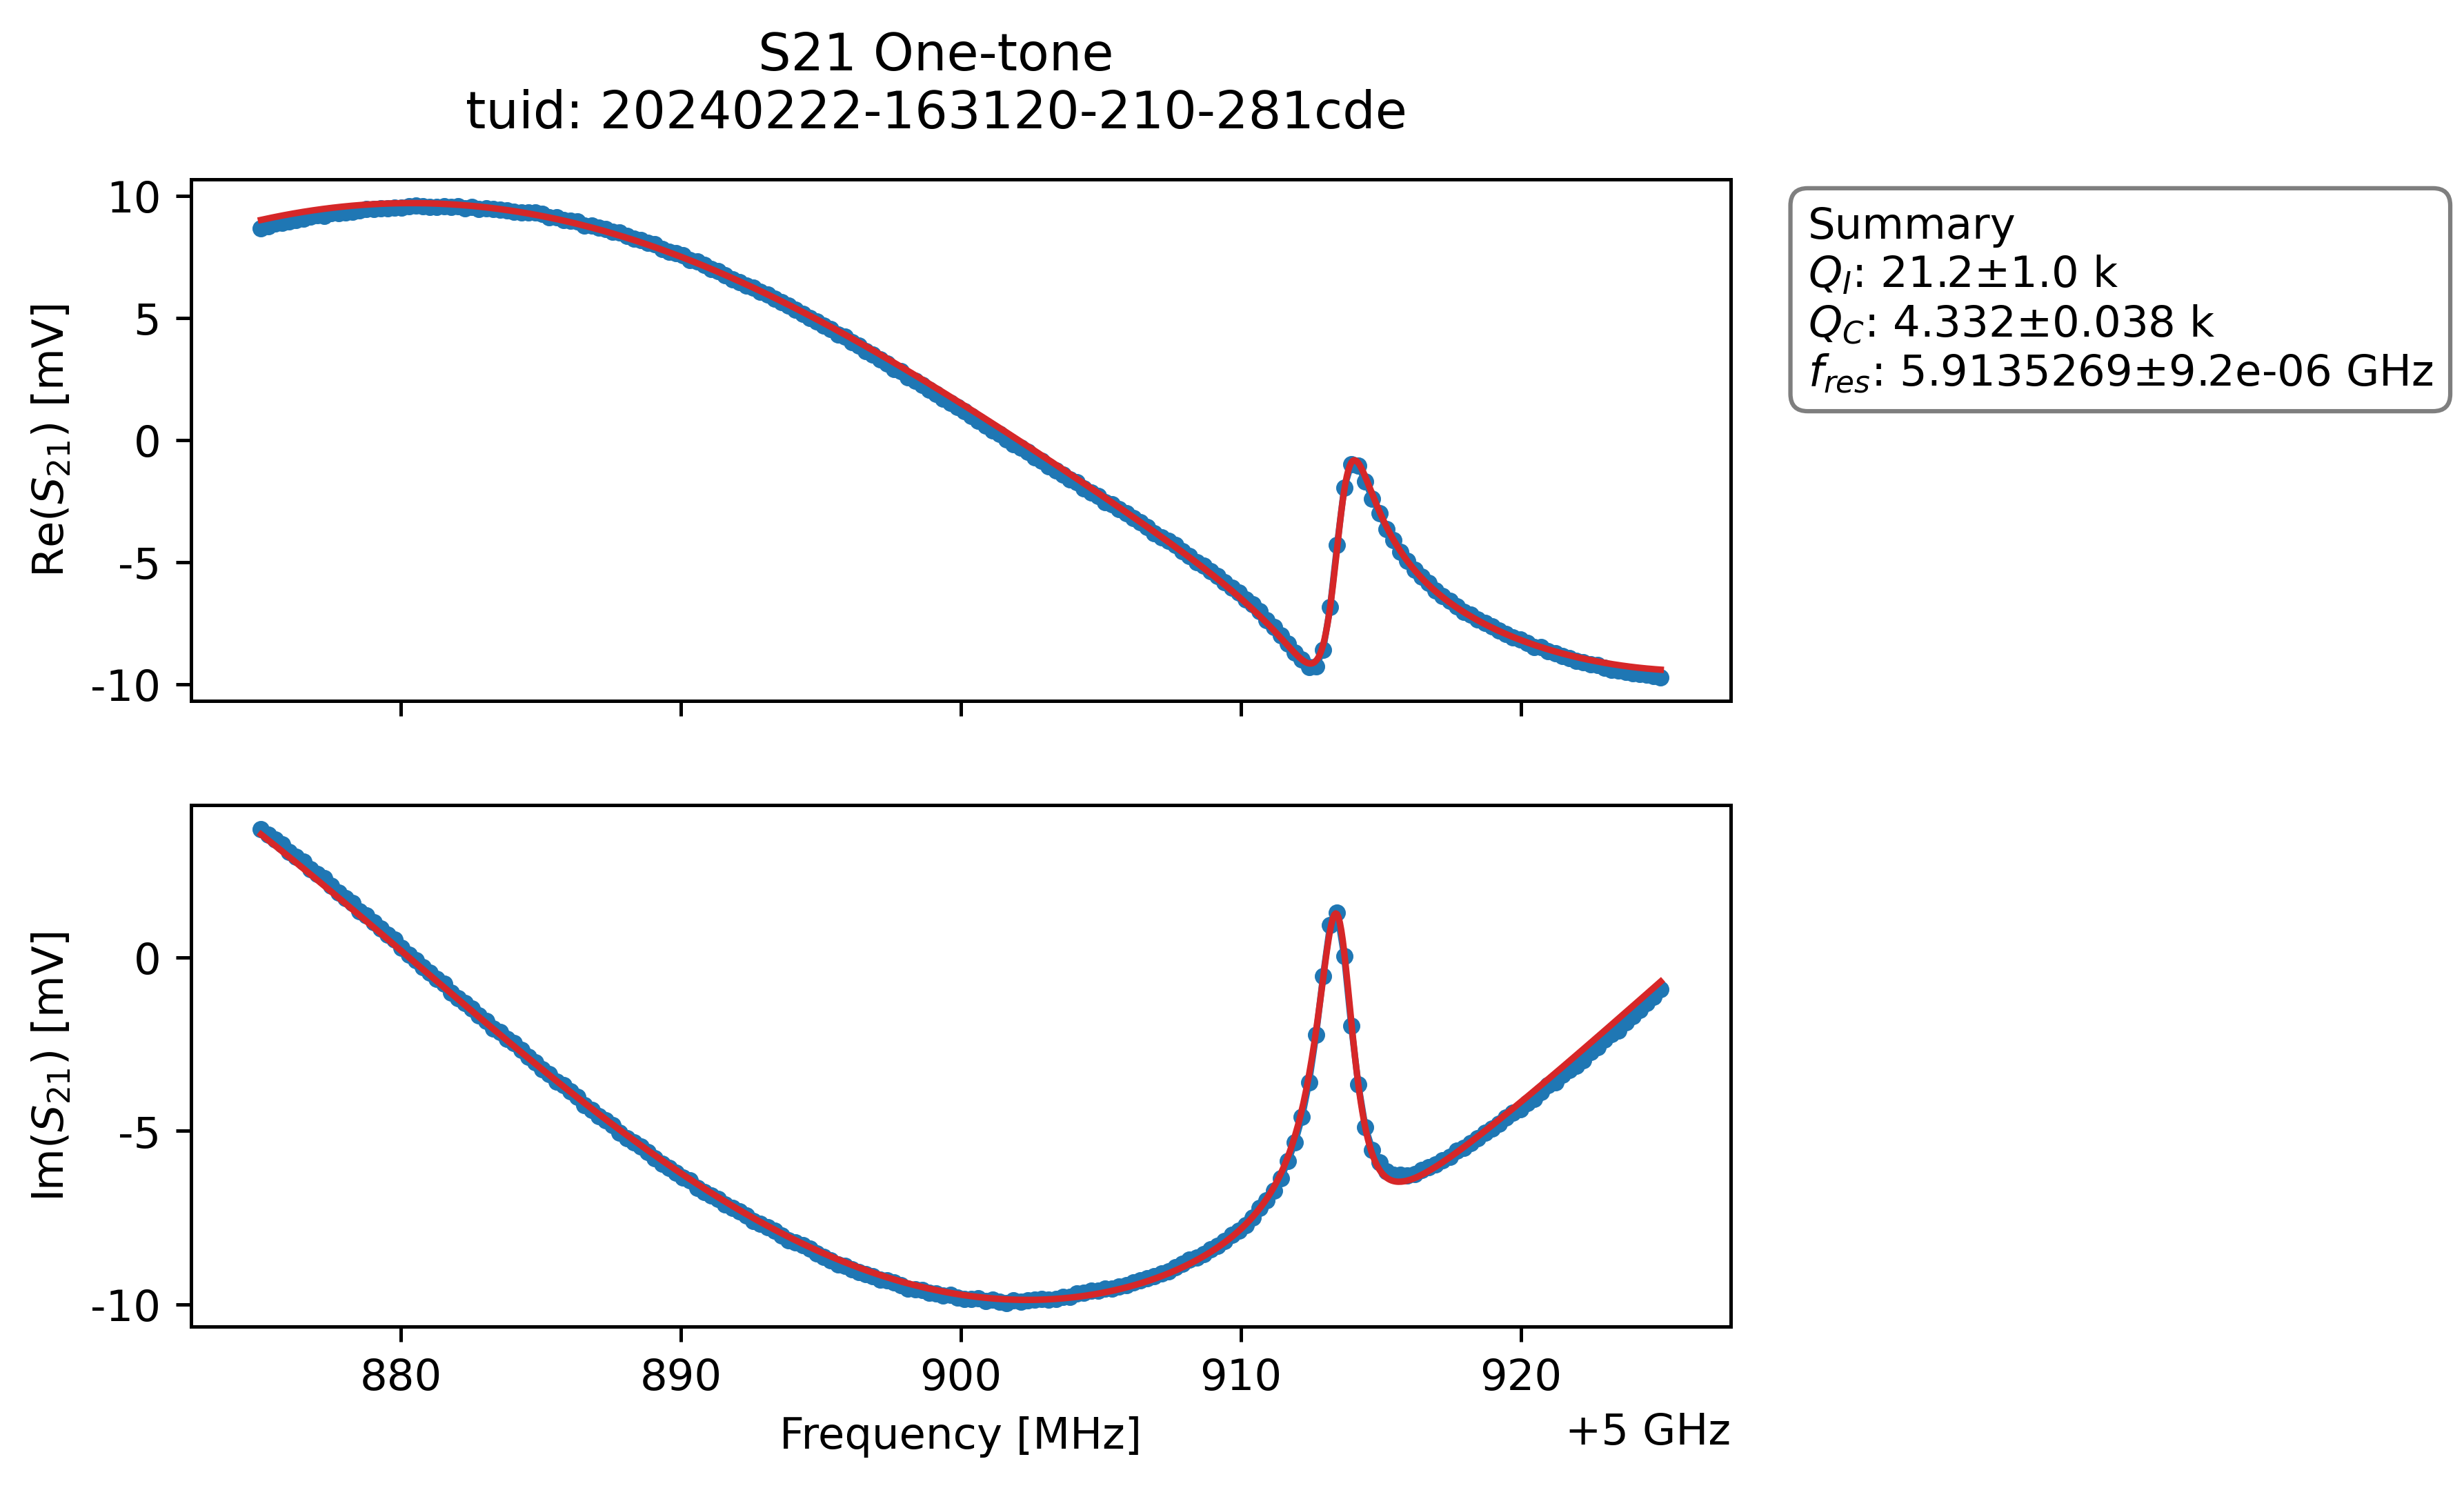 S21 One-tone
tuid: 20240222-163120-210-281cde
Re(S₂₁) [mV]
10
5
0
-5
-10
Summary
Q_I: 21.2±1.0 k
Q_C: 4.332±0.038 k
f_res: 5.9135269±9.2e-06 GHz
Im(S₂₁) [mV]
0
-5
-10
880 890 900 910 920
Frequency [MHz]
+5 GHz